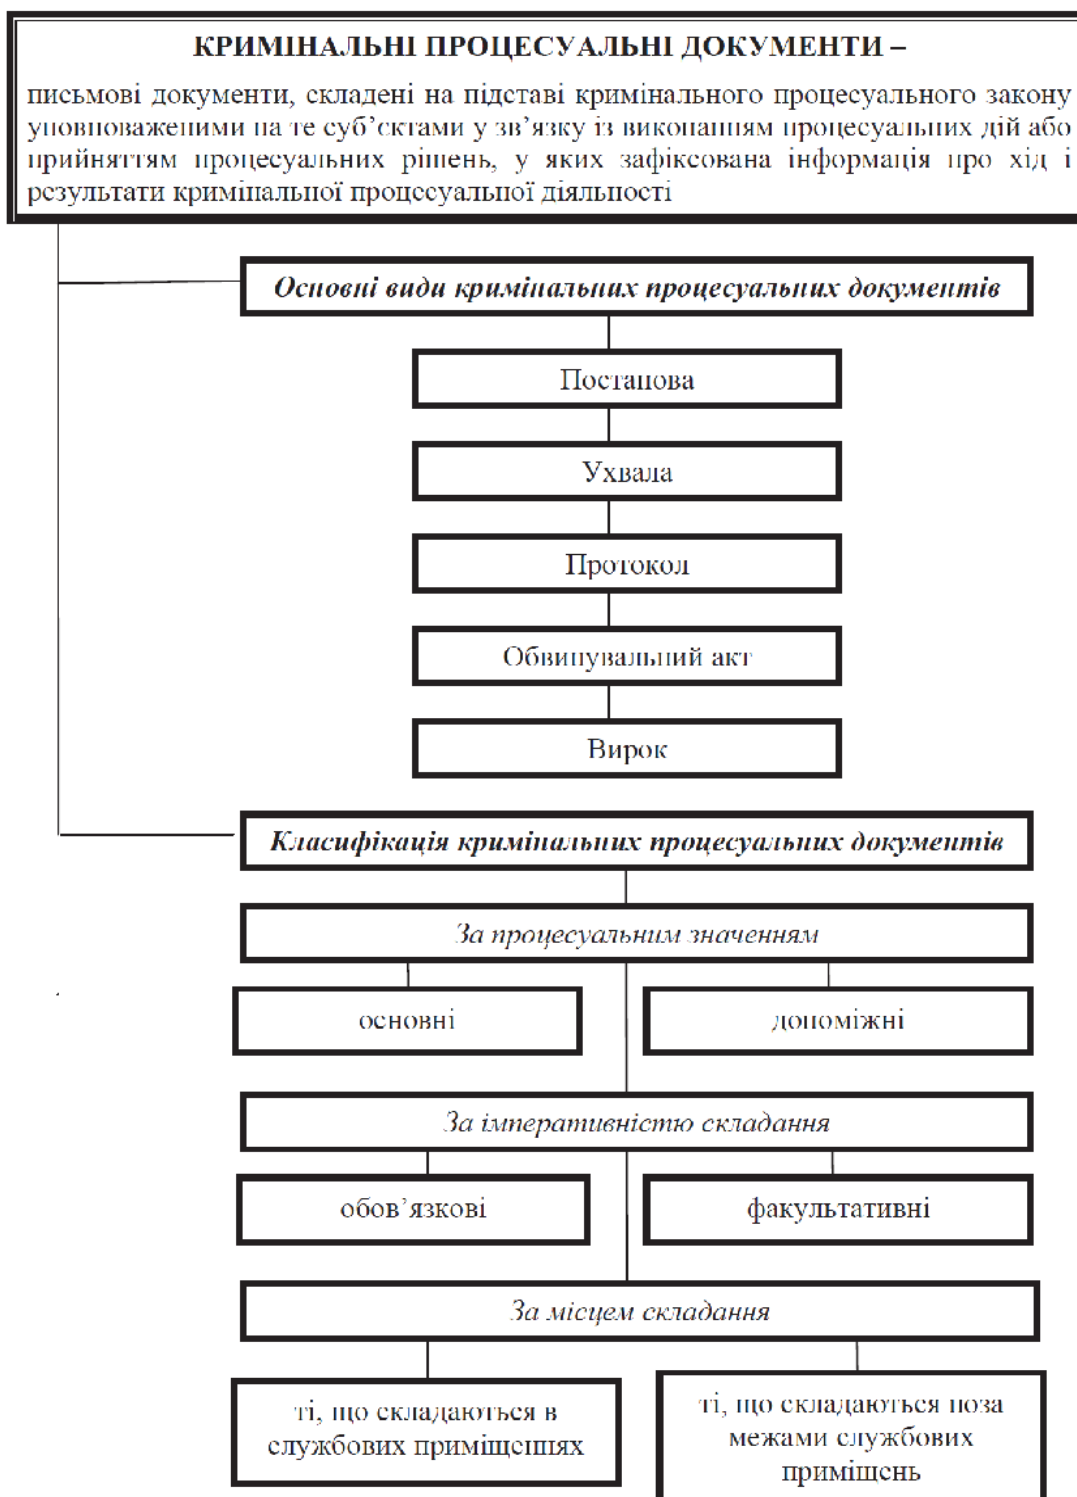 КРИМІНАЛЬНІ ПРОЦЕСУАЛЬНІ ДОКУМЕНТИ –
письмові документи, складені на підставі кримінального процесуального закону
уповноваженими на те суб’єктами у зв’язку із виконанням процесуальних дій або
прийняттям процесуальних рішень, у яких зафіксована інформація про хід і
результати кримінальної процесуальної діяльності
Основні види кримінальних процесуальних документів
Постанова
Ухвала
Протокол
Обвинувальний акт
Вирок
Класифікація кримінальних процесуальних документів
За процесуальним значенням
основні
допоміжні
За імперативністю складання
обов’язкові
факультативні
За місцем складання
ті, що складаються в
службових приміщеннях
ті, що складаються поза
межами службових
приміщень